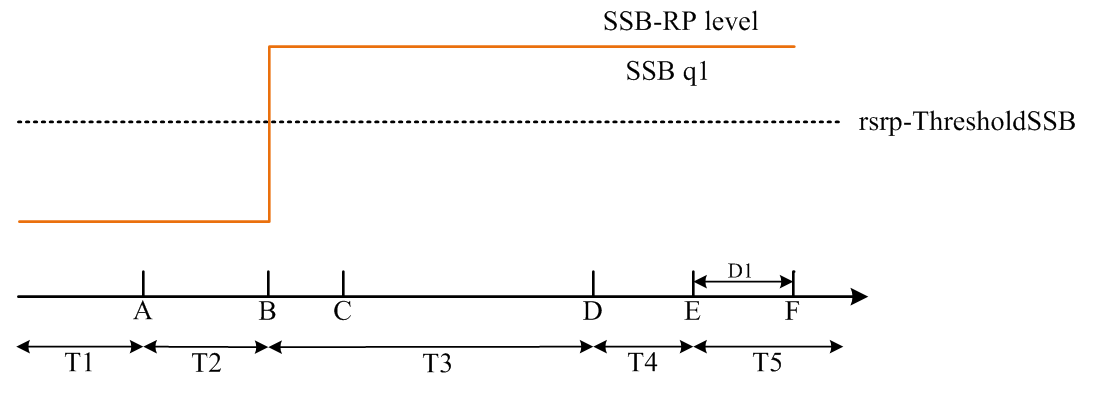 SSB-RP level
SSB q1
rsrp-ThresholdSSB
D1
A B C D E F
T1 T2 T3 T4 T5